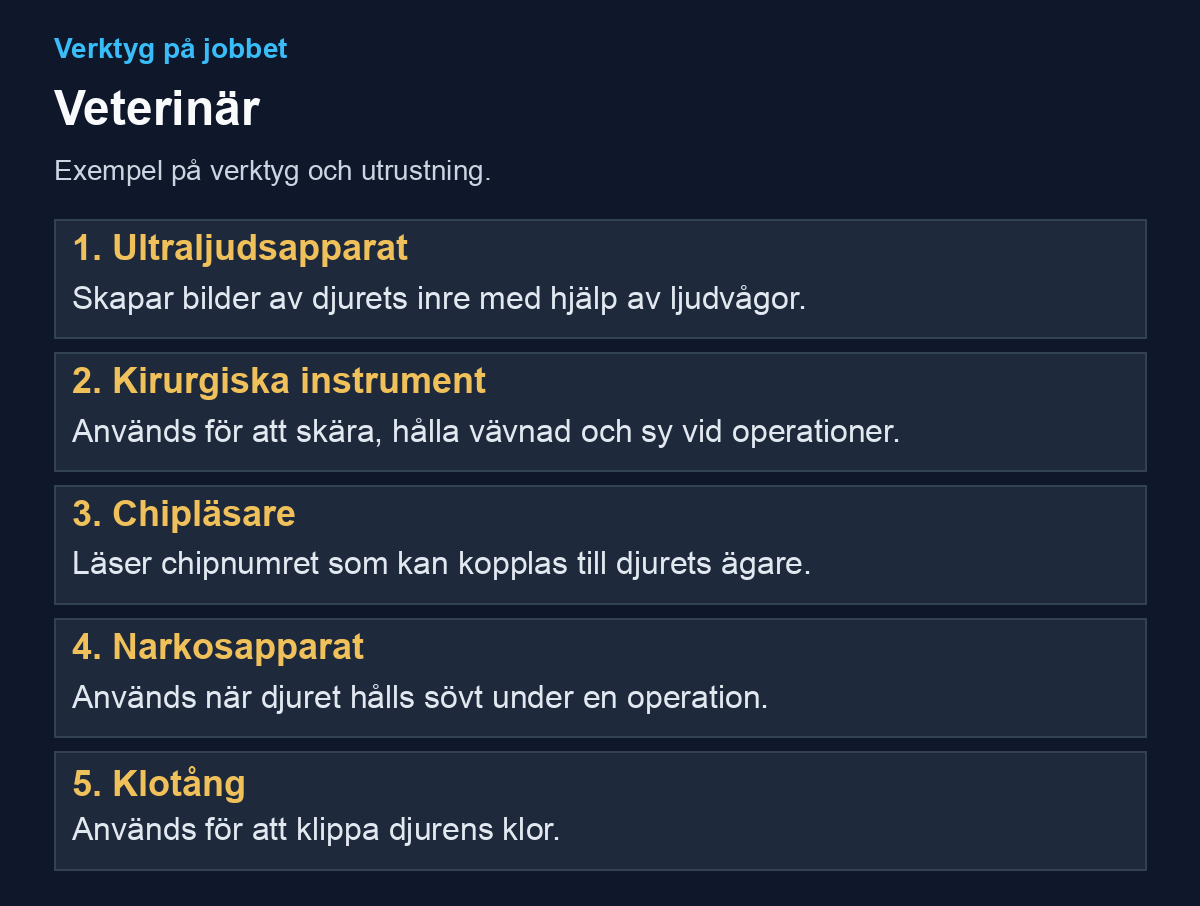 Verktyg på jobbet
Veterinär
Exempel på verktyg och utrustning.
1. Ultraljudsapparat
Skapar bilder av djurets inre med hjälp av ljudvågor.
2. Kirurgiska instrument
Används för att skära, hålla vävnad och sy vid operationer.
3. Chipläsare
Läser chipnumret som kan kopplas till djurets ägare.
4. Narkosapparat
Används när djuret hålls sövt under en operation.
5. Klotång
Används för att klippa djurens klor.